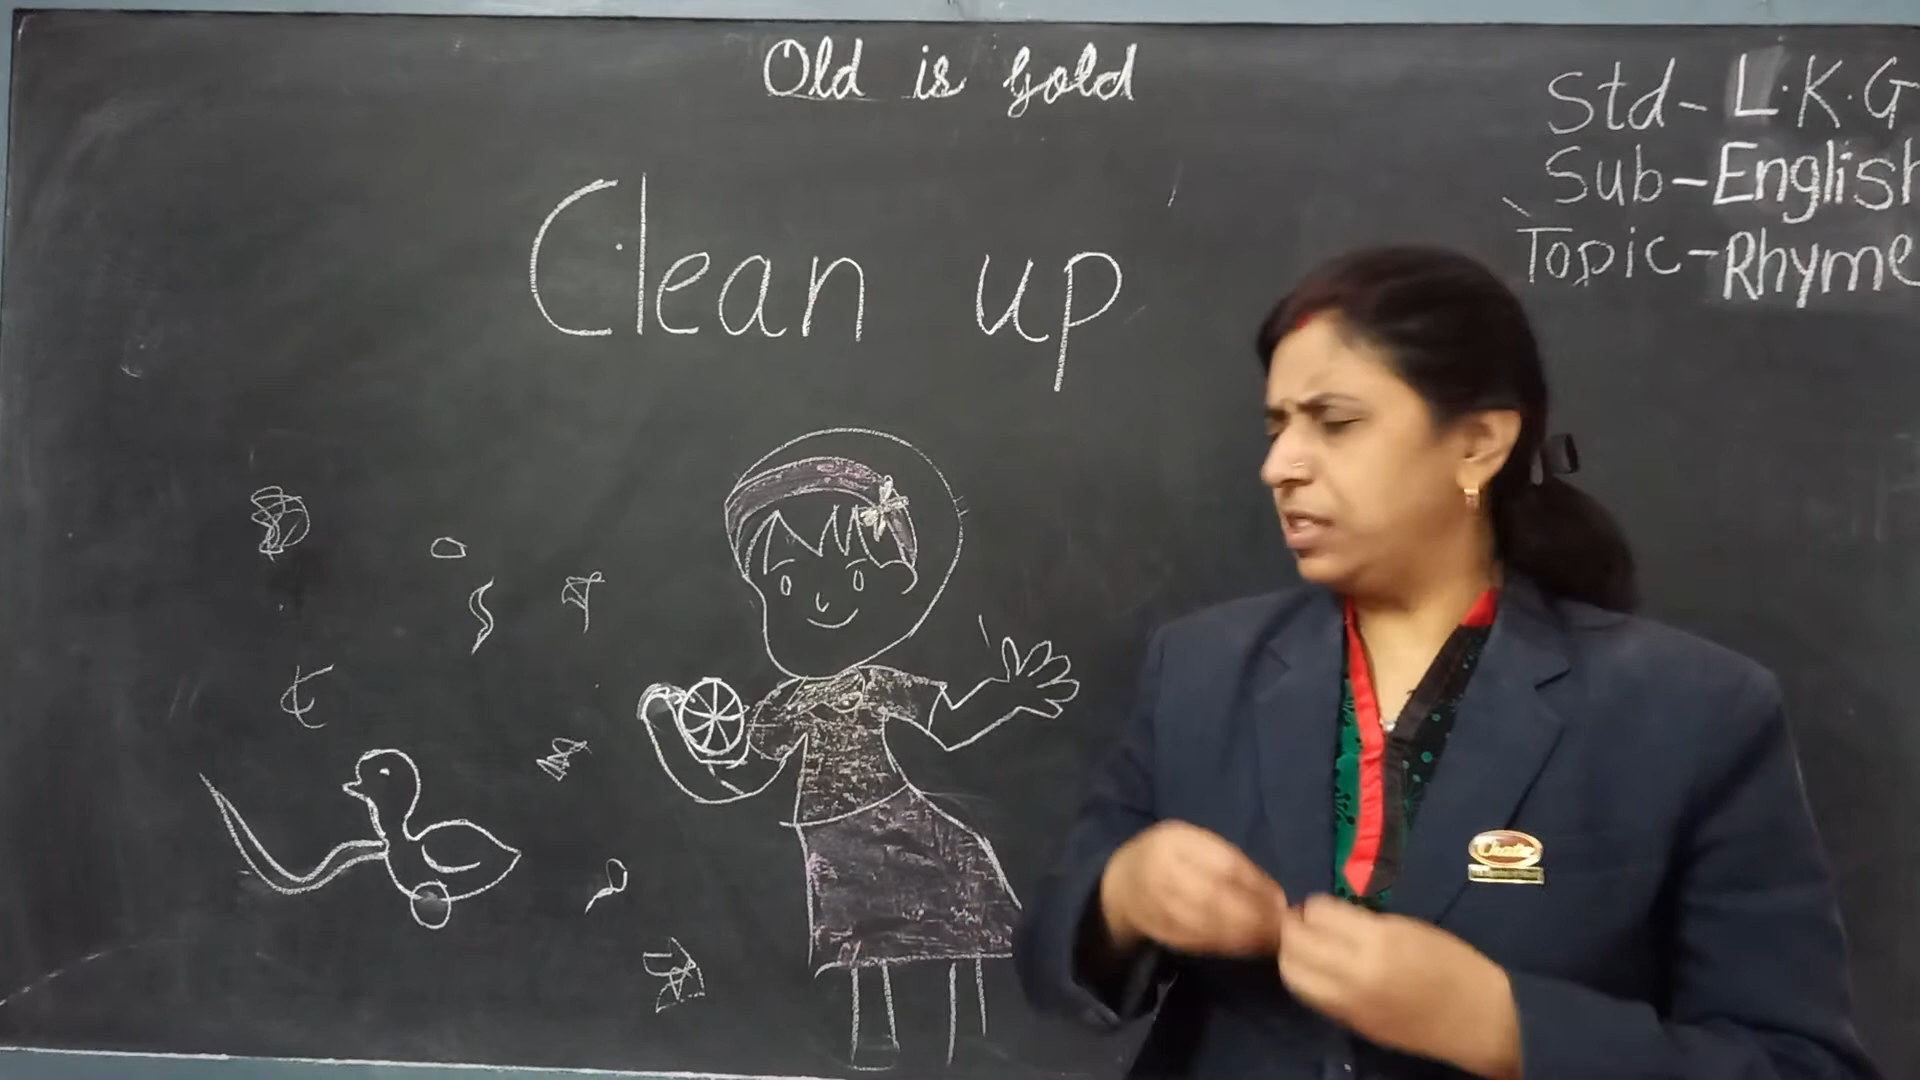 Old is Gold
Std- L.K.G
Sub-English
Topic-Rhyme
Clean up